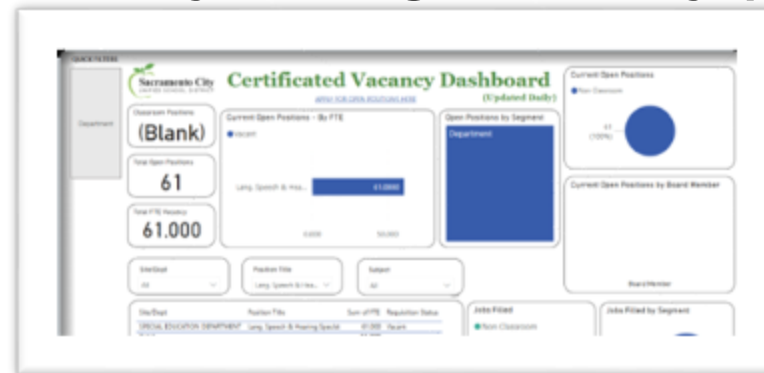 QUICK FILTERS
Department
Sacramento City
UNIFIED SCHOOL DISTRICT
Certificated Vacancy Dashboard
APPLY FOR OPEN POSITIONS HERE
(Updated Daily)
Classroom Positions
(Blank)
Total Open Positions
61
Total FTE Vacancy
61.000
Current Open Positions - By FTE
Vacant
Lang, Speech & Hea...
61.0000
0.000
50.000
Open Positions by Segment
Department
Current Open Positions
Non Classroom
61
(100%)
Current Open Positions by Board Member
Board Member
Site/Dept
All
Position Title
Lang, Speech & Hea...
Subject
All
Site/Dept Position Title Sum of FTE Requisition Status
SPECIAL EDUCATION DEPARTMENT Lang, Speech & Hearing Special 61.000 Vacant
Jobs Filled
Non Classroom
Jobs Filled by Segment